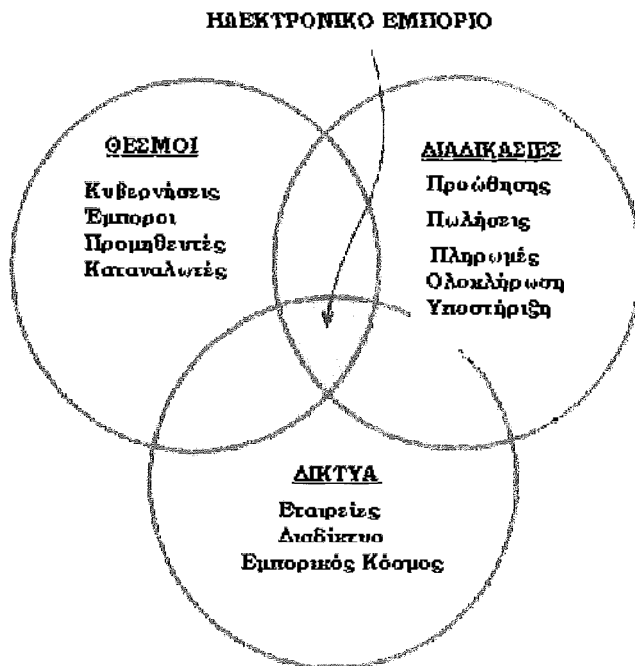 ΗΛΕΚΤΡΟΝΙΚΟ ΕΜΠΟΡΙΟ
ΘΕΣΜΟΙ
Κυβερνήσεις
Έμποροι
Προμηθευτές
Καταναλωτές
ΔΙΑΔΙΚΑΣΙΕΣ
Προώθησης
Πωλήσεις
Πληρωμές
Ολοκλήρωση
Υποστήριξη
ΔΙΚΤΥΑ
Εταιρείες
Διαδίκτυο
Εμπορικός Κόσμος